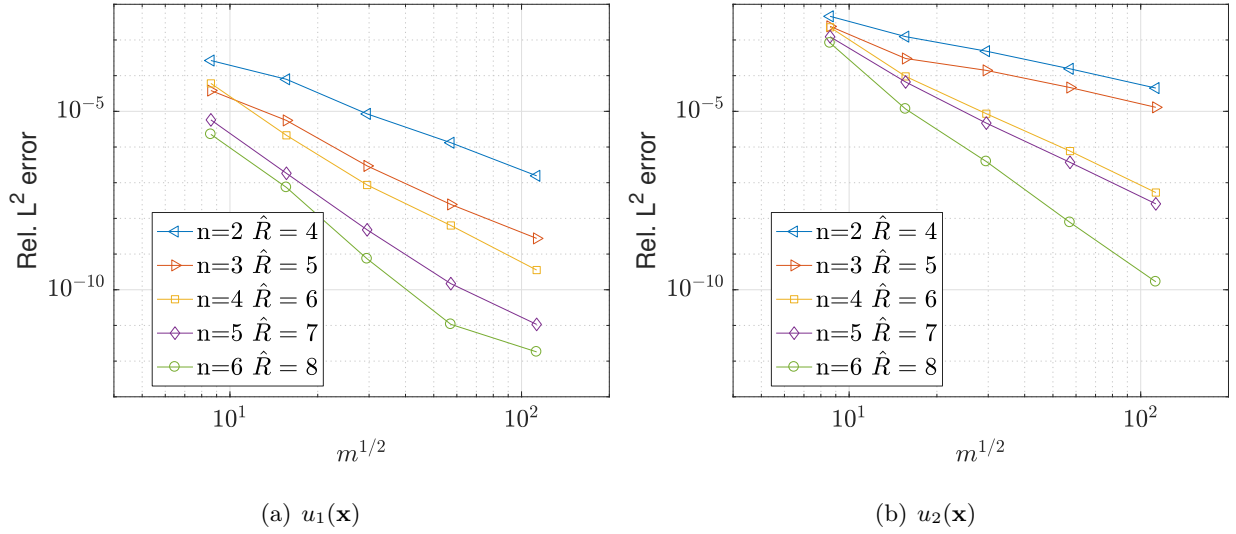 Rel. L² error
10⁻⁵
10⁻¹⁰
n=2 R̂ = 4
n=3 R̂ = 5
n=4 R̂ = 6
n=5 R̂ = 7
n=6 R̂ = 8
10¹
10²
m^{1/2}
(a) u₁(𝐱)
Rel. L² error
10⁻⁵
10⁻¹⁰
n=2 R̂ = 4
n=3 R̂ = 5
n=4 R̂ = 6
n=5 R̂ = 7
n=6 R̂ = 8
10¹
10²
m^{1/2}
(b) u₂(𝐱)